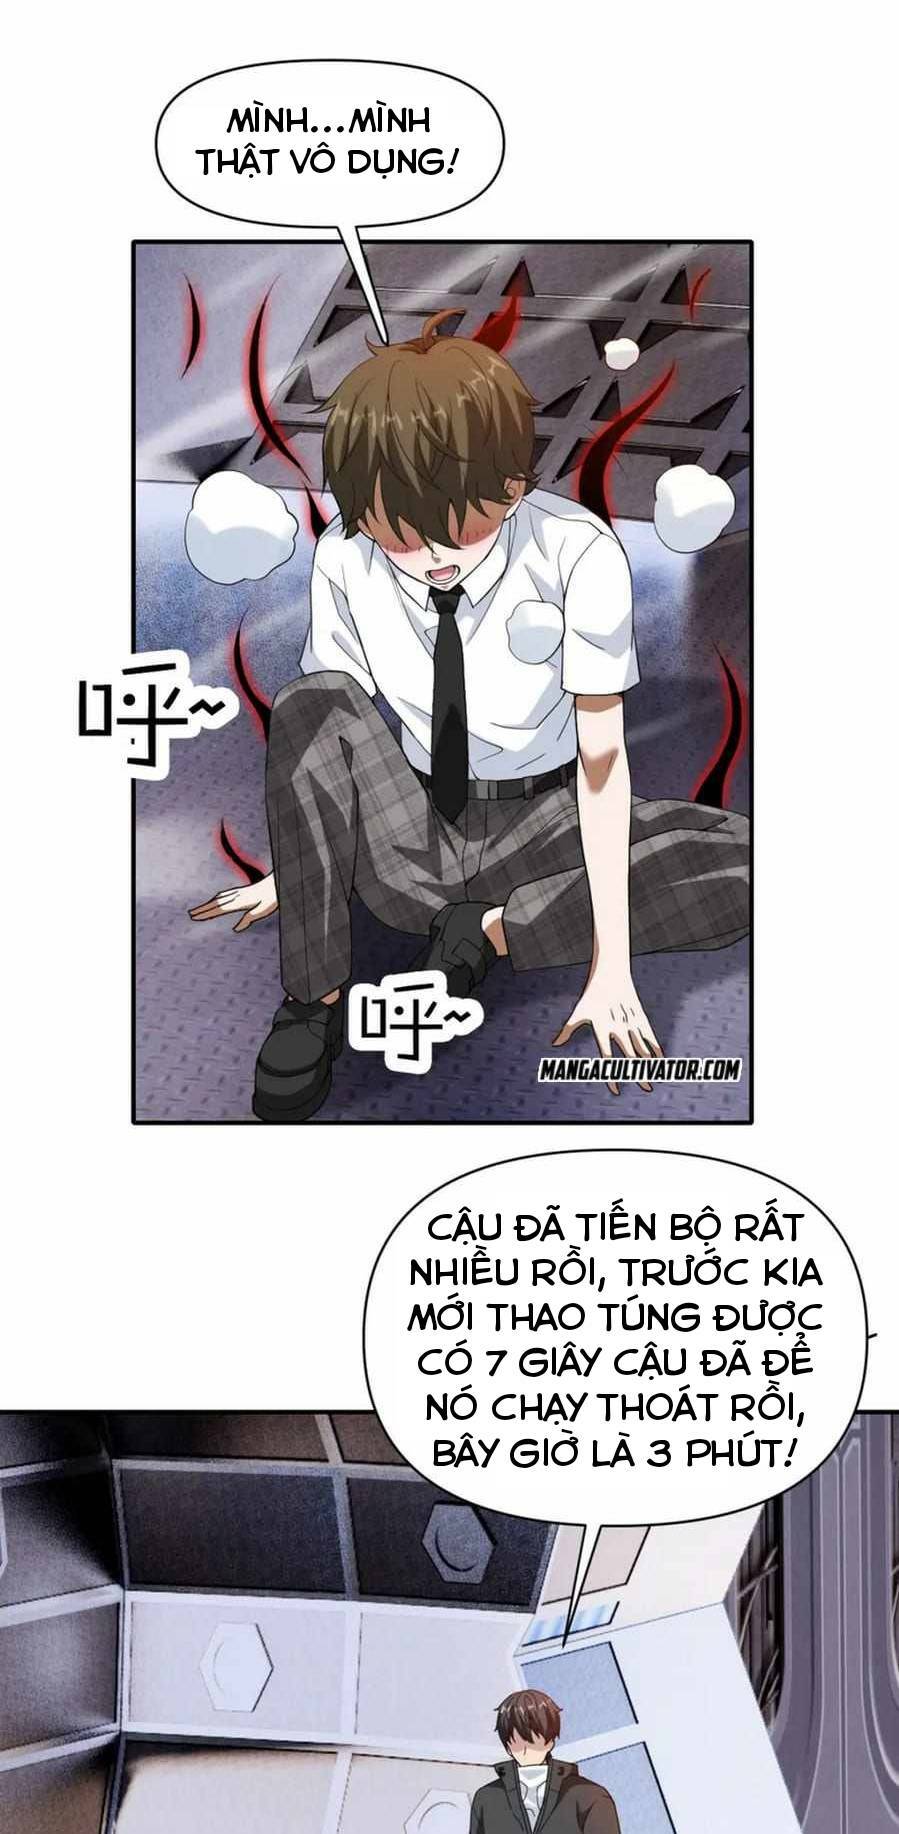 MÌNH...MÌNH
THẬT VÔ DỤNG!
呼~
呼~
MANGACULTIVATOR.COM
CẬU ĐÃ TIẾN BỘ RẤT
NHIỀU RỒI, TRƯỚC KIA
MỚI THAO TÚNG ĐƯỢC
CÓ 7 GIÂY CẬU ĐÃ ĐỂ
NÓ CHẠY THOÁT RỒI,
BÂY GIỜ LÀ 3 PHÚT!